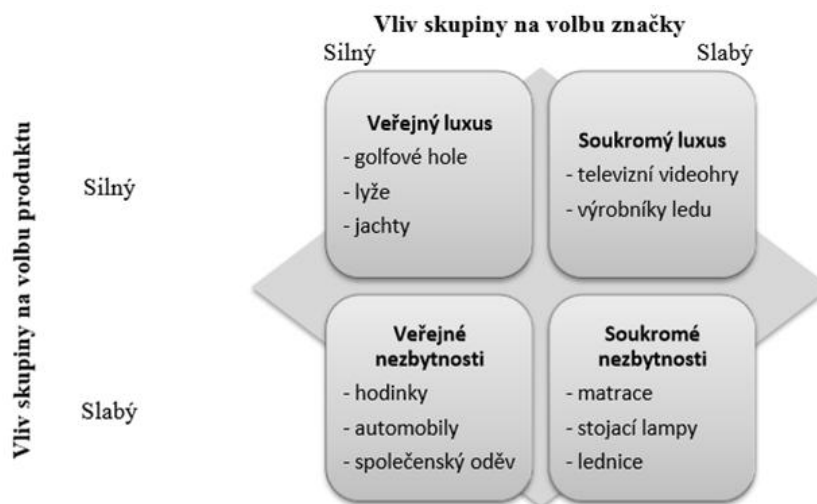 Vliv skupiny na volbu značky
Silný
Slabý
Vliv skupiny na volbu produktu
Silný
Veřejný luxus
- golfové hole
- lyže
- jachty
Soukromý luxus
- televizní videohry
- výrobníky ledu
Slabý
Veřejné
nezbytnosti
- hodinky
- automobily
- společenský oděv
Soukromé
nezbytnosti
- matrace
- stojací lampy
- lednice